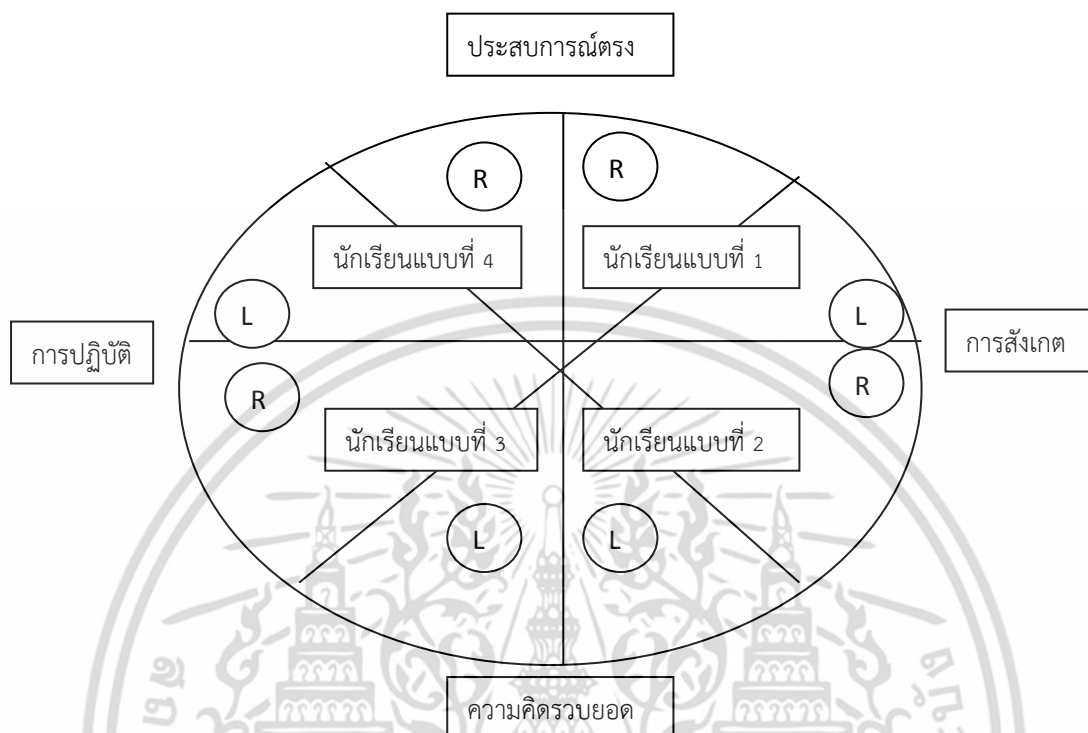 ประสบการณ์ตรง
R R
นักเรียนแบบที่ 4 นักเรียนแบบที่ 1
L L
การปฏิบัติ การสังเกต
R R
นักเรียนแบบที่ 3 นักเรียนแบบที่ 2
L L
ความคิดรวบยอด